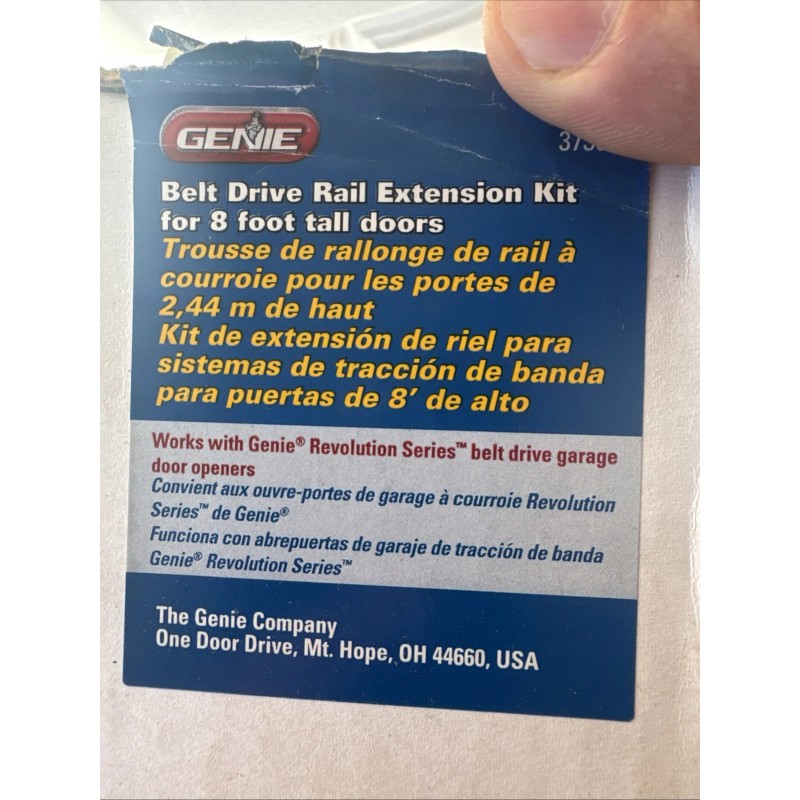 GENIE
Belt Drive Rail Extension Kit
for 8 foot tall doors
Trousse de rallonge de rail à
courroie pour les portes de
2,44 m de haut
Kit de extensión de riel para
sistemas de tracción de banda
para puertas de 8' de alto
Works with Genie® Revolution Series™ belt drive garage
door openers
Convient aux ouvre-portes de garage à courroie Revolution
Series™ de Genie®
Funciona con abrepuertas de garaje de tracción de banda
Genie® Revolution Series™
The Genie Company
One Door Drive, Mt. Hope, OH 44660, USA